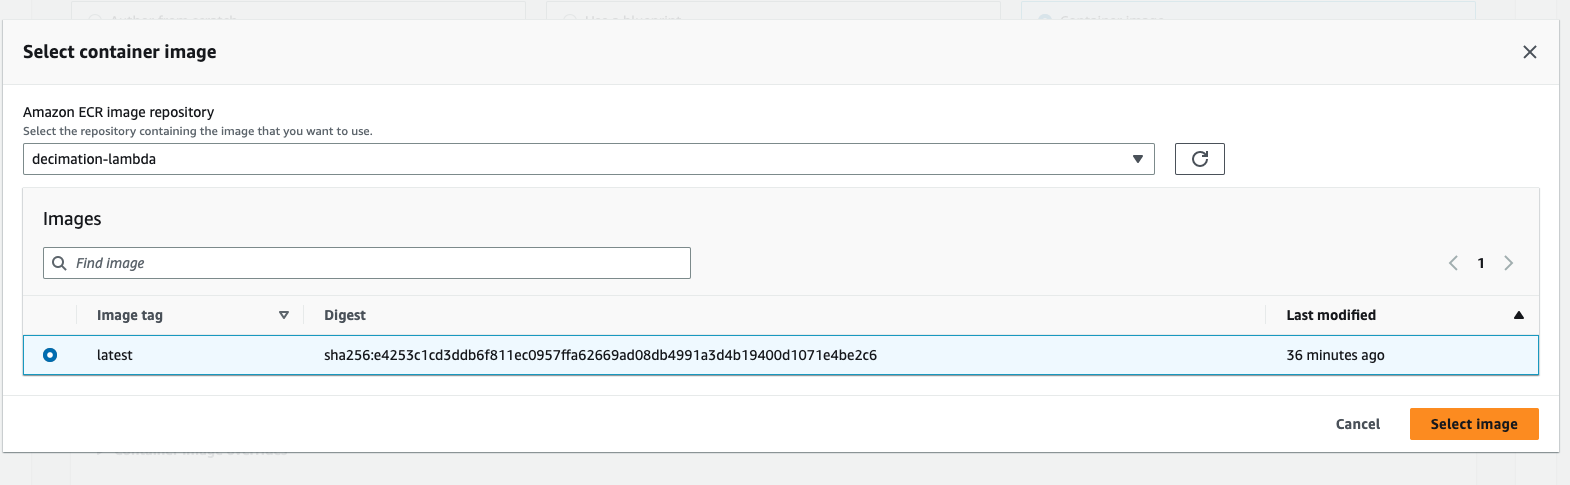 Select container image
Amazon ECR image repository
Select the repository containing the image that you want to use.
decimation-lambda
Images
Find image
1
Image tag Digest Last modified
latest sha256:e4253c1cd3ddb6f811ec0957ffa62669ad08db4991a3d4b19400d1071e4be2c6 36 minutes ago
Cancel Select image